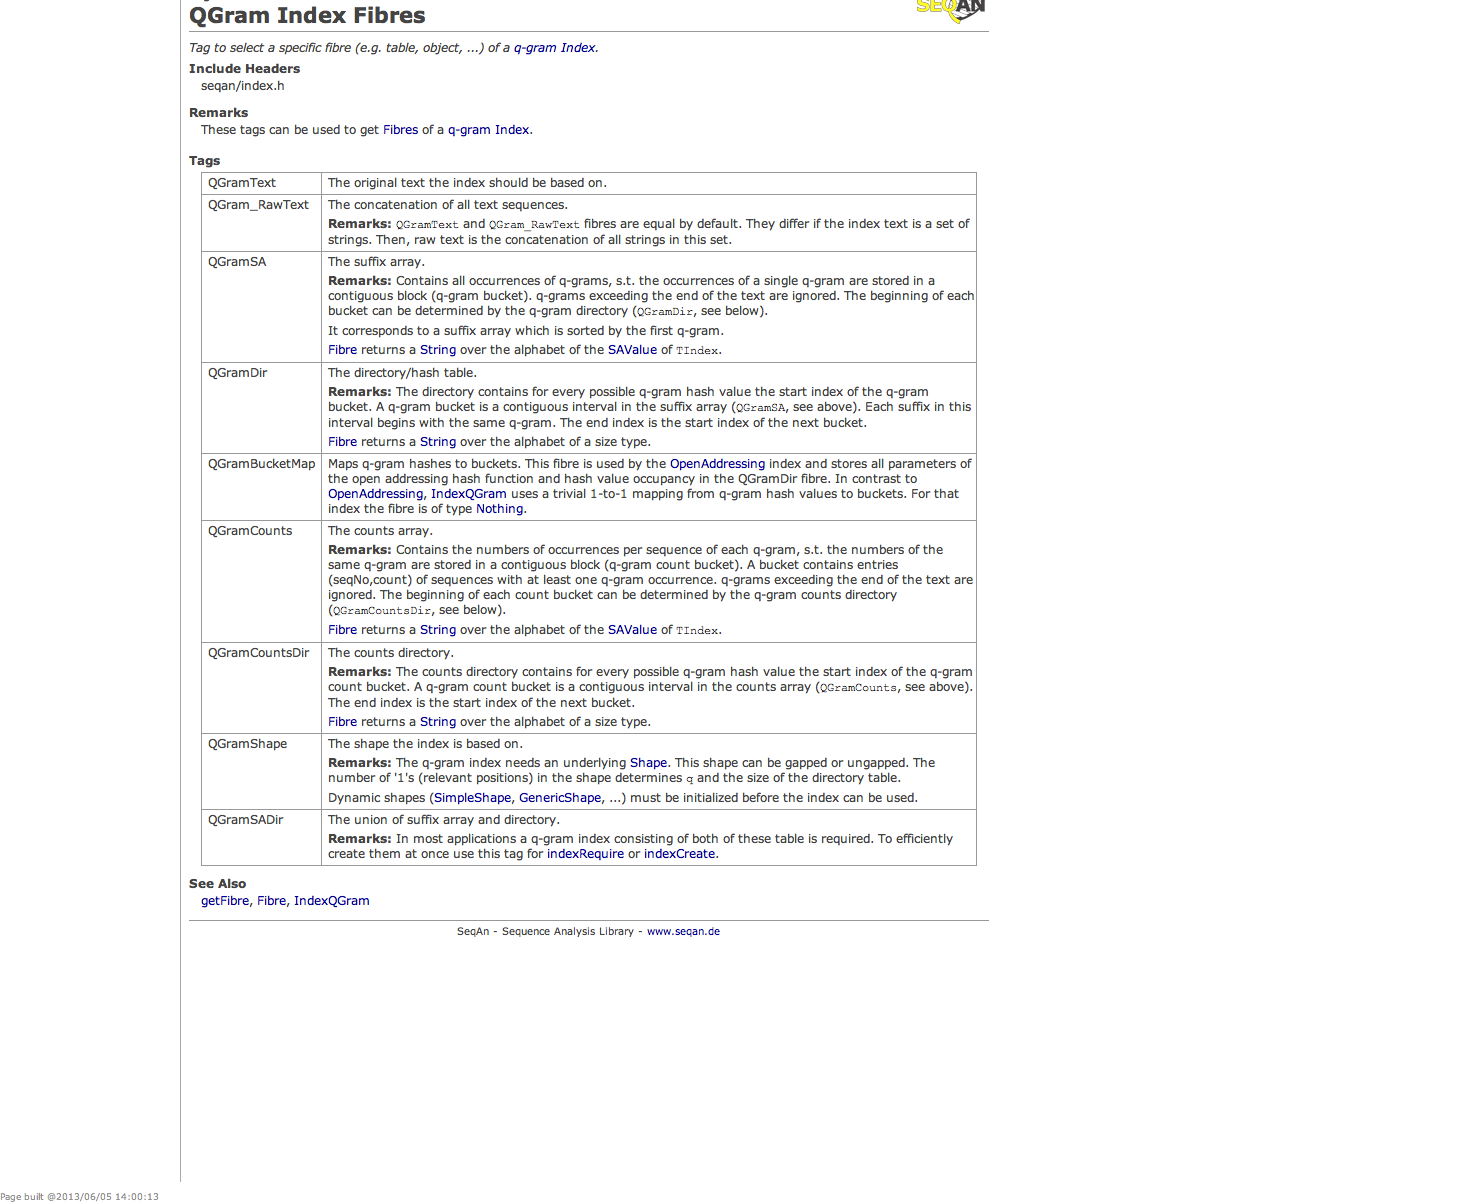 SEQAN
QGram Index Fibres
Tag to select a specific fibre (e.g. table, object, ...) of a q-gram Index.
Include Headers
seqan/index.h
Remarks
These tags can be used to get Fibres of a q-gram Index.
Tags
QGramText
The original text the index should be based on.
QGram_RawText
The concatenation of all text sequences.
Remarks: QGramText and QGram_RawText fibres are equal by default. They differ if the index text is a set of
strings. Then, raw text is the concatenation of all strings in this set.
QGramSA
The suffix array.
Remarks: Contains all occurrences of q-grams, s.t. the occurrences of a single q-gram are stored in a
contiguous block (q-gram bucket). q-grams exceeding the end of the text are ignored. The beginning of each
bucket can be determined by the q-gram directory (QGramDir, see below).
It corresponds to a suffix array which is sorted by the first q-gram.
Fibre returns a String over the alphabet of the SAValue of TIndex.
QGramDir
The directory/hash table.
Remarks: The directory contains for every possible q-gram hash value the start index of the q-gram
bucket. A q-gram bucket is a contiguous interval in the suffix array (QGramSA, see above). Each suffix in this
interval begins with the same q-gram. The end index is the start index of the next bucket.
Fibre returns a String over the alphabet of a size type.
QGramBucketMap
Maps q-gram hashes to buckets. This fibre is used by the OpenAddressing index and stores all parameters of
the open addressing hash function and hash value occupancy in the QGramDir fibre. In contrast to
OpenAddressing, IndexQGram uses a trivial 1-to-1 mapping from q-gram hash values to buckets. For that
index the fibre is of type Nothing.
QGramCounts
The counts array.
Remarks: Contains the numbers of occurrences per sequence of each q-gram, s.t. the numbers of the
same q-gram are stored in a contiguous block (q-gram count bucket). A bucket contains entries
(seqNo,count) of sequences with at least one q-gram occurrence. q-grams exceeding the end of the text are
ignored. The beginning of each count bucket can be determined by the q-gram counts directory
(QGramCountsDir, see below).
Fibre returns a String over the alphabet of the SAValue of TIndex.
QGramCountsDir
The counts directory.
Remarks: The counts directory contains for every possible q-gram hash value the start index of the q-gram
count bucket. A q-gram count bucket is a contiguous interval in the counts array (QGramCounts, see above).
The end index is the start index of the next bucket.
Fibre returns a String over the alphabet of a size type.
QGramShape
The shape the index is based on.
Remarks: The q-gram index needs an underlying Shape. This shape can be gapped or ungapped. The
number of '1's (relevant positions) in the shape determines q and the size of the directory table.
Dynamic shapes (SimpleShape, GenericShape, ...) must be initialized before the index can be used.
QGramSADir
The union of suffix array and directory.
Remarks: In most applications a q-gram index consisting of both of these table is required. To efficiently
create them at once use this tag for indexRequire or indexCreate.
See Also
getFibre, Fibre, IndexQGram
SeqAn - Sequence Analysis Library - www.seqan.de
Page built @2013/06/05 14:00:13